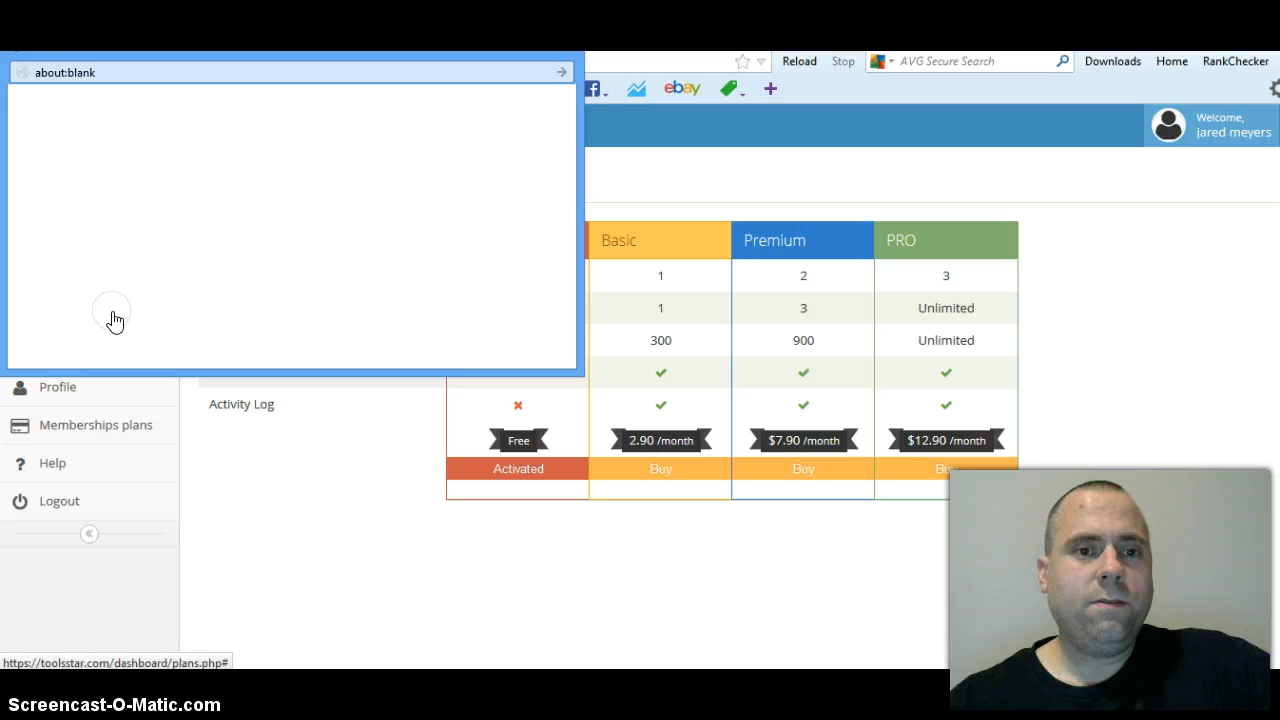 about:blank
Reload Stop AVG Secure Search Downloads Home RankChecker
ebay
Welcome,
jared meyers
Basic Premium PRO
1 2 3
1 3 Unlimited
300 900 Unlimited
Profile
Activity Log
Memberships plans
Free 2.90 /month $7.90 /month $12.90 /month
Help
Activated Buy Buy
Logout
https://toolsstar.com/dashboard/plans.php#
Screencast-O-Matic.com